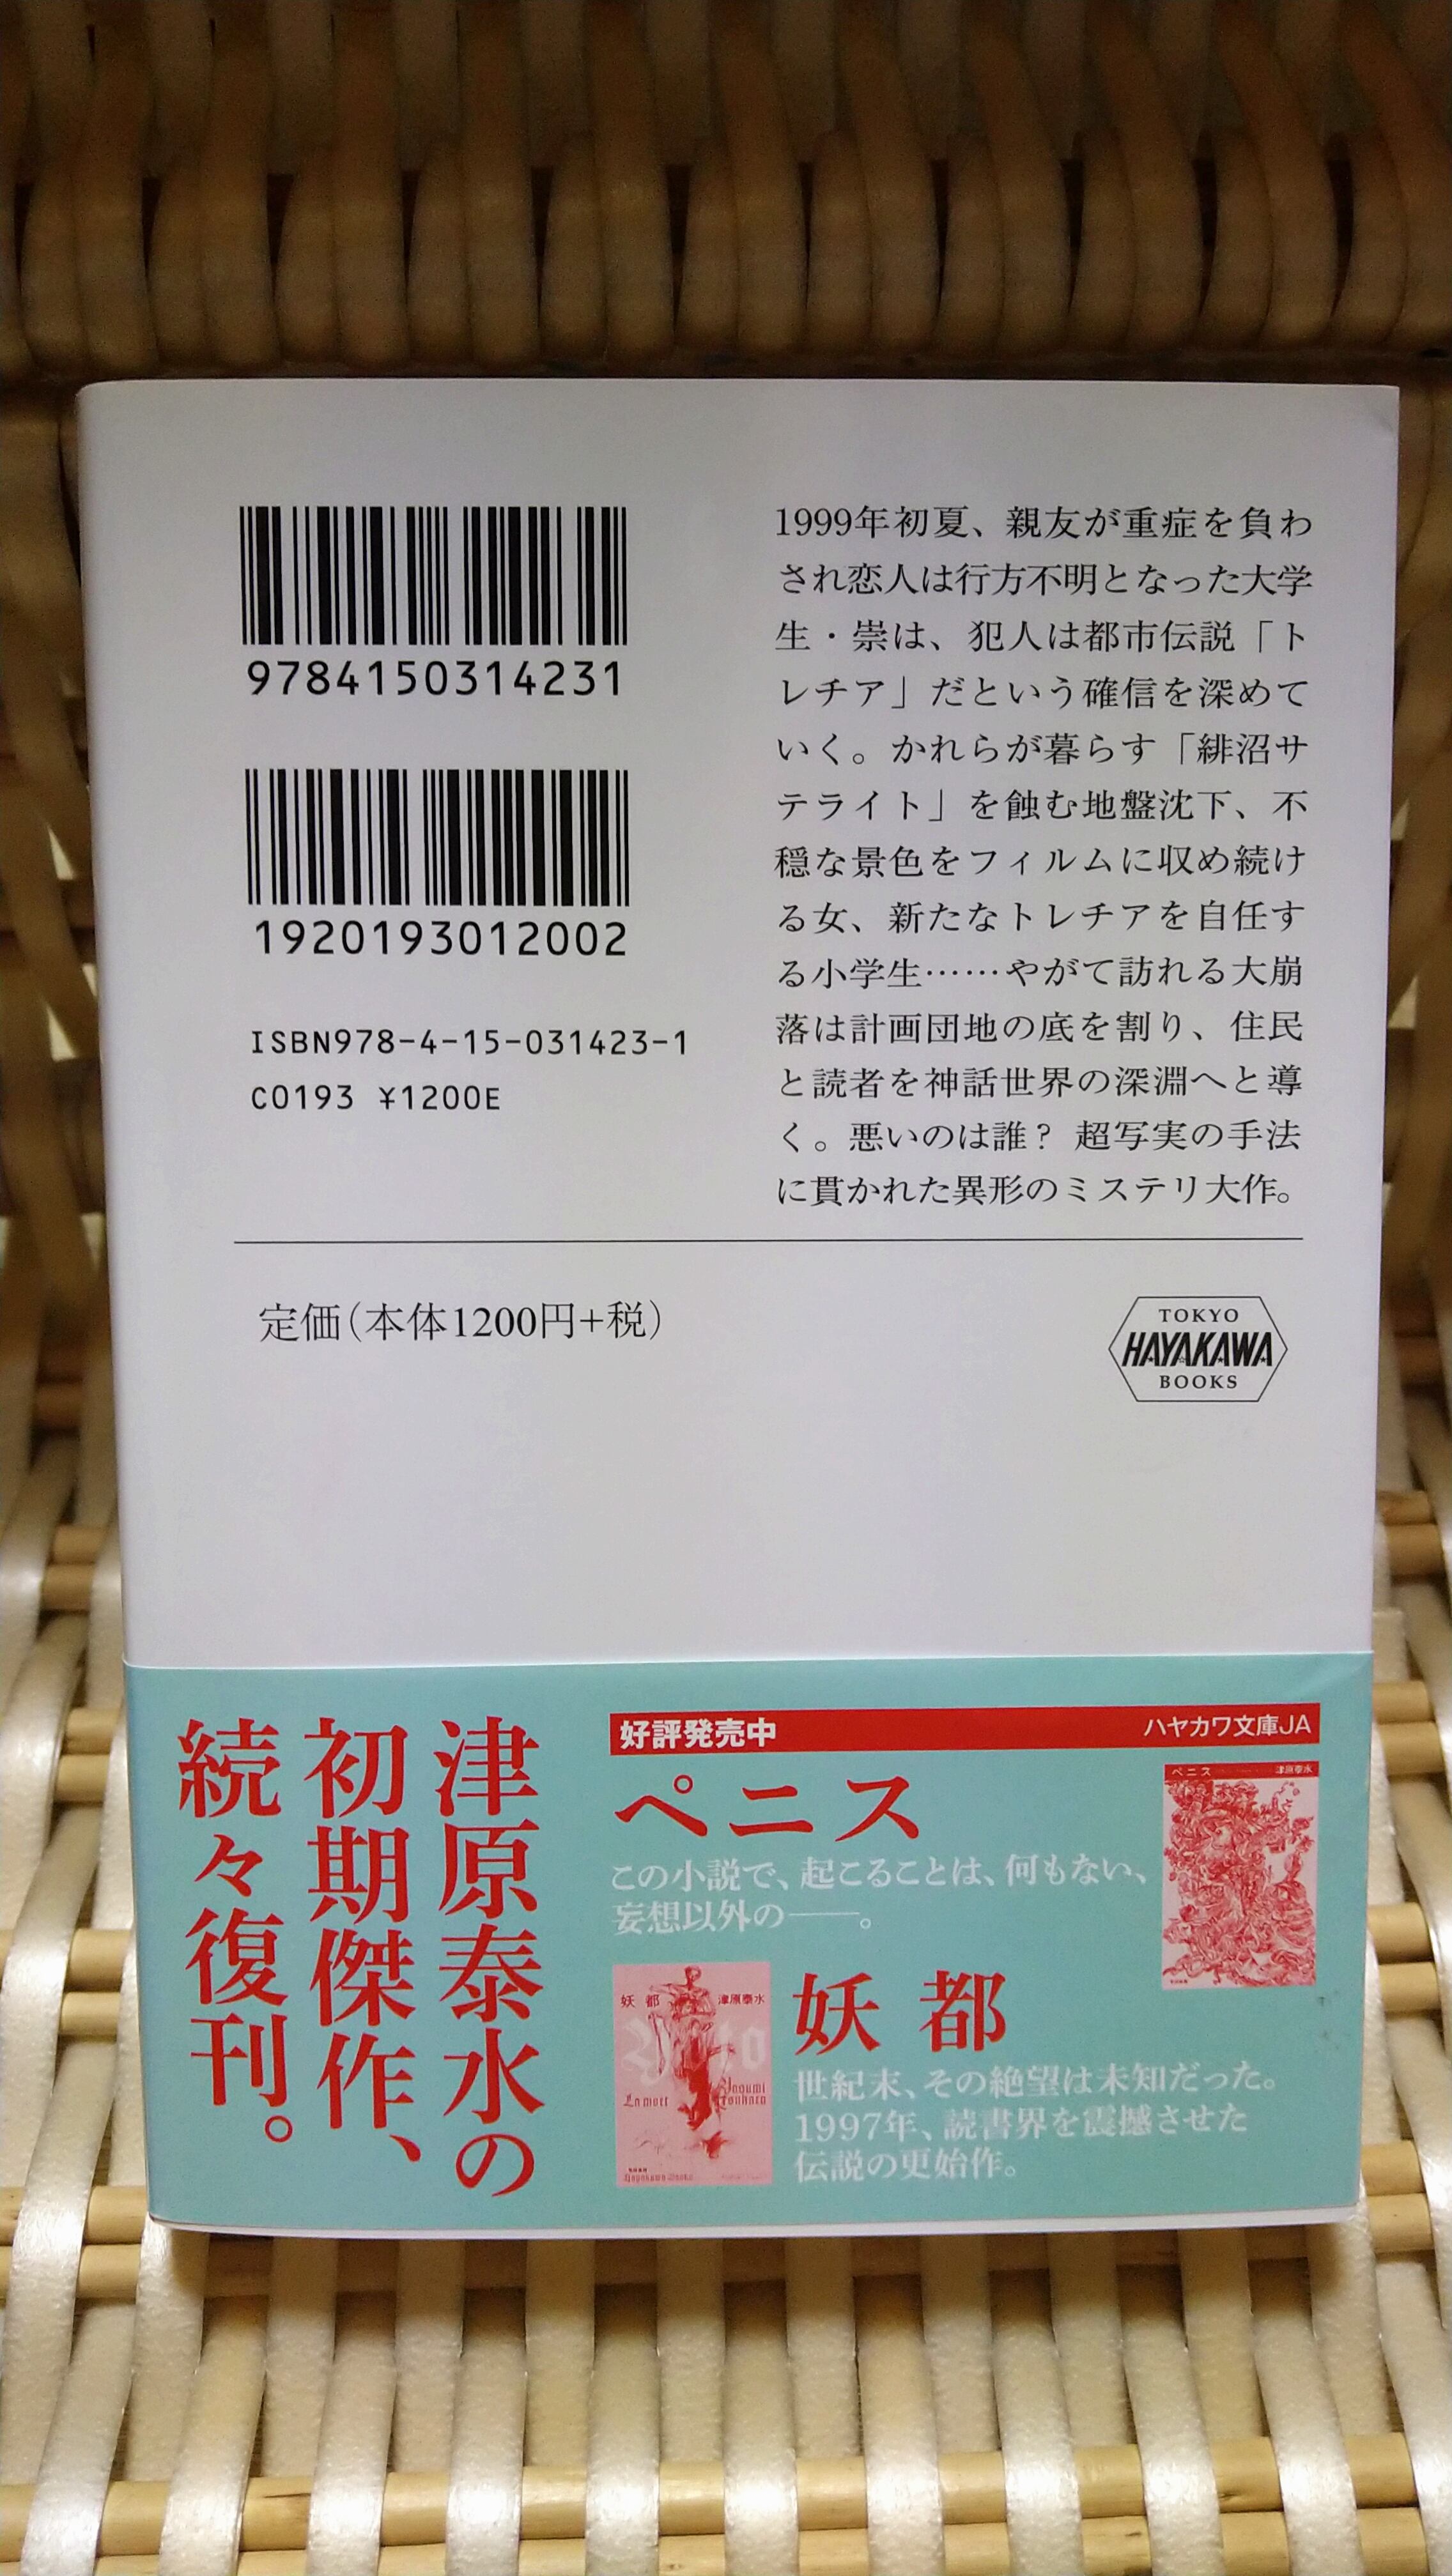 9784150314231
1920193012002
ISBN978-4-15-031423-1
C0193 ¥1200E
1999年初夏、親友が重症を負わ
され恋人は行方不明となった大学
生・崇は、犯人は都市伝説「ト
レチア」だという確信を深めて
いく。かれらが暮らす「緋沼サ
テライト」を蝕む地盤沈下、不
穏な景色をフィルムに収め続け
る女、新たなトレチアを自任す
る小学生……やがて訪れる大崩
落は計画団地の底を割り、住民
と読者を神話世界の深淵へと導
く。悪いのは誰? 超写実の手法
に貫かれた異形のミステリ大作。
定価(本体1200円+税)
TOKYO
HAYAKAWA
BOOKS
津原泰水の
初期傑作、
続々復刊。
好評発売中
ハヤカワ文庫JA
ペニス
この小説で、起こることは、何もない、
妄想以外の――。
ペニス 津原泰水
妖都
世紀末、その絶望は未知だった。
1997年、読書界を震撼させた
伝説の更始作。
妖都 津原泰水
La mort